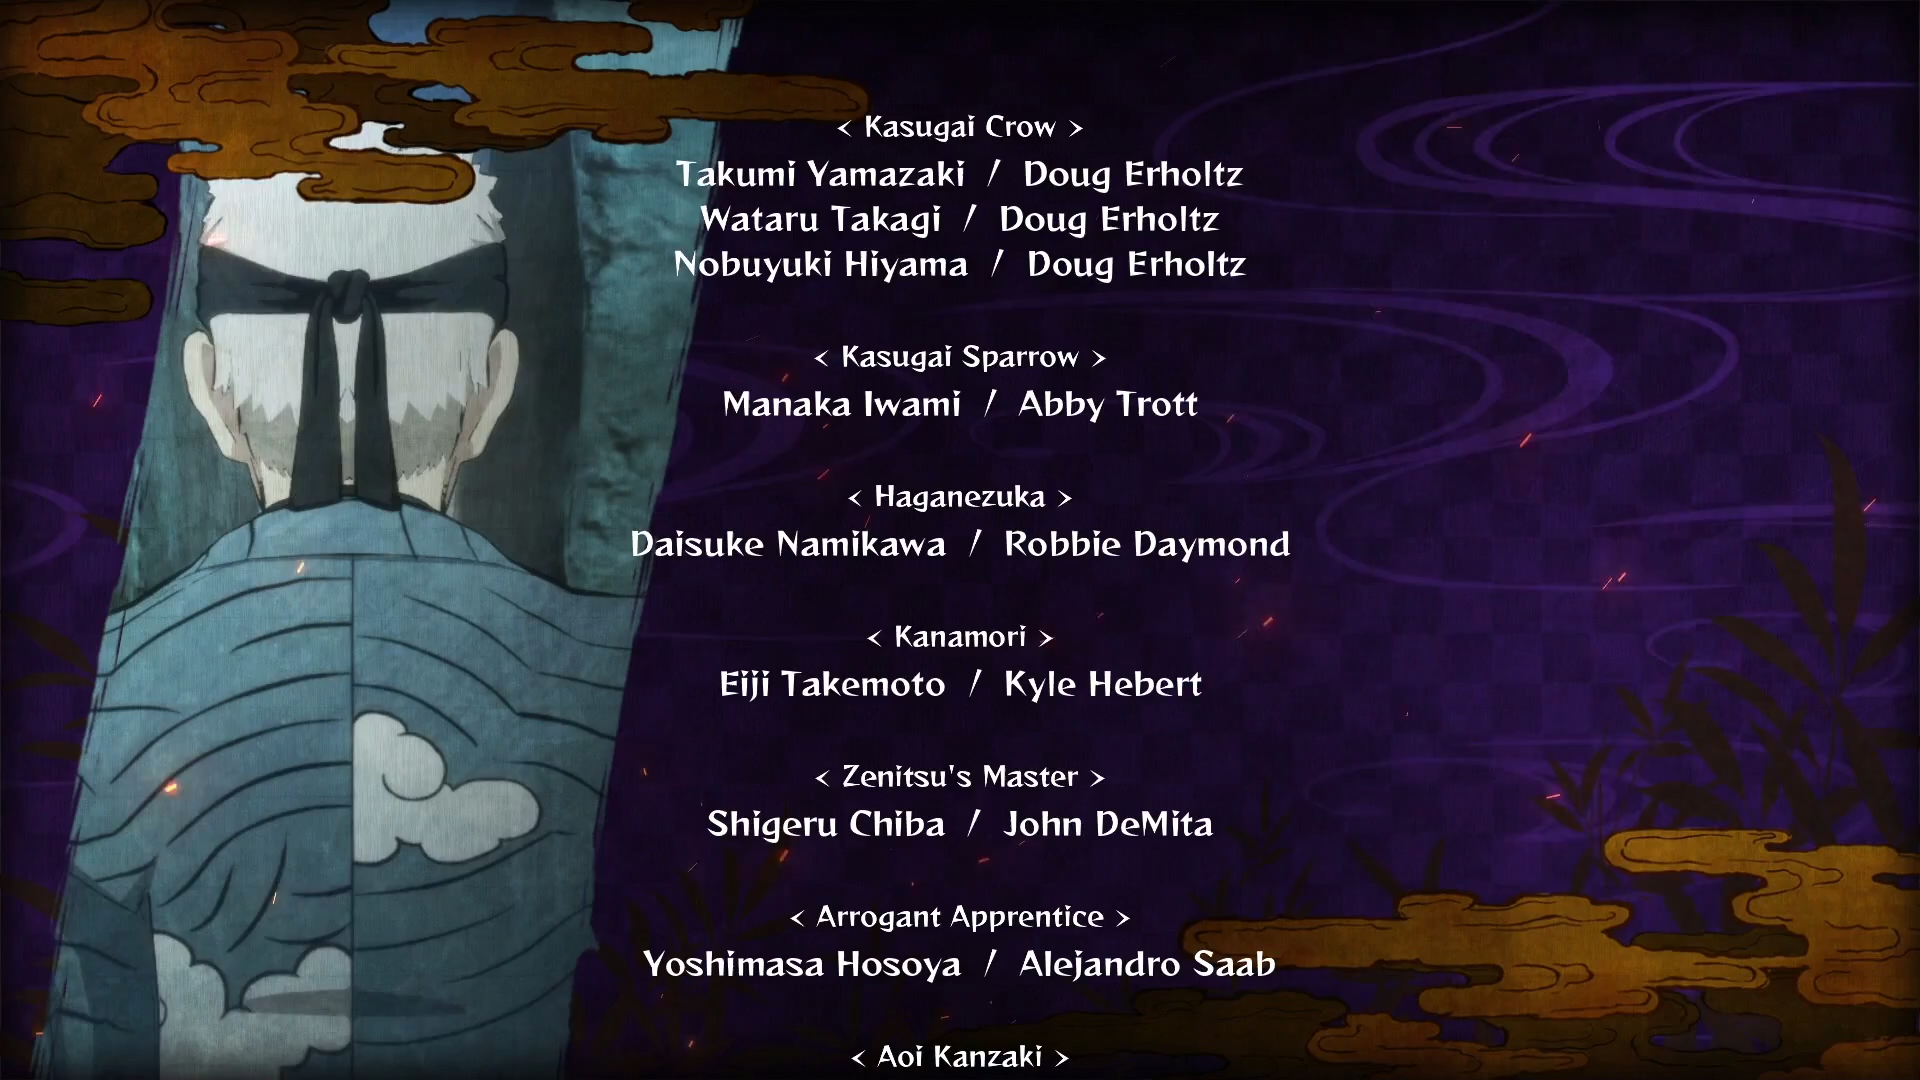 < Kasugai Crow >
Takumi Yamazaki / Doug Erholtz
Wataru Takagi / Doug Erholtz
Nobuyuki Hiyama / Doug Erholtz
< Kasugai Sparrow >
Manaka Iwami / Abby Trott
< Haganezuka >
Daisuke Namikawa / Robbie Daymond
< Kanamori >
Eiji Takemoto / Kyle Hebert
< Zenitsu's Master >
Shigeru Chiba / John DeMita
< Arrogant Apprentice >
Yoshimasa Hosoya / Alejandro Saab
< Aoi Kanzaki >